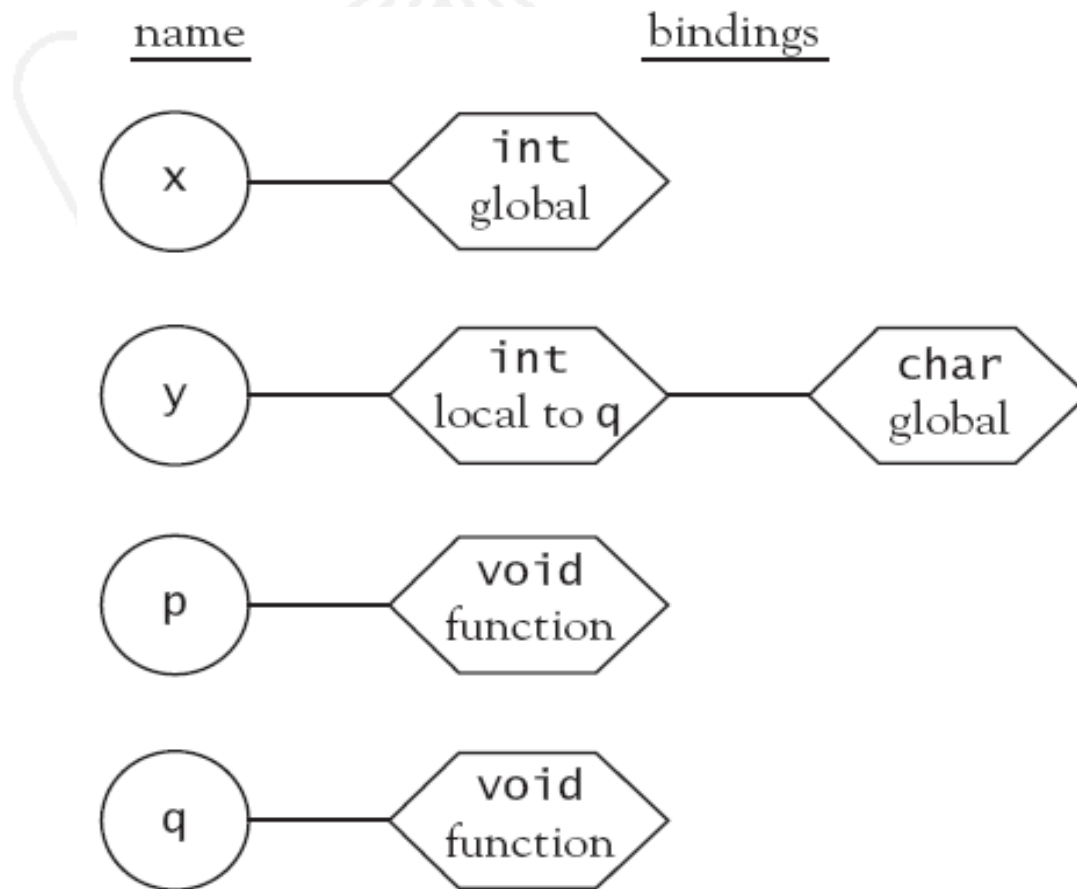 name bindings
x int
global
y int
local to q char
global
p void
function
q void
function